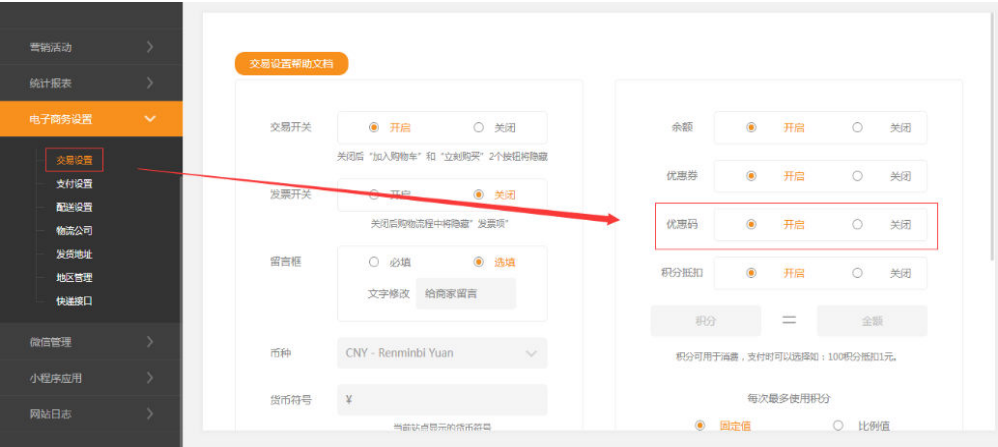 营销活动
统计报表
电子商务设置
交易设置
支付设置
配送设置
物流公司
发货地址
地区管理
快递接口
微信管理
小程序应用
网站日志
交易设置帮助文档
交易开关 开启 关闭
关闭后 "加入购物车" 和 "立刻购买" 2个按钮将隐藏
发票开关 开启 关闭
关闭后购物流程中将隐藏" 发票项"
留言框 必填 选填
文字修改 给商家留言
币种 CNY - Renminbi Yuan
货币符号 ¥
当前站点显示的货币符号
余额 开启 关闭
优惠券 开启 关闭
优惠码 开启 关闭
积分抵扣 开启 关闭
积分 = 金额
积分可用于消费，支付时可以选择如：100积分抵扣1元。
每次最多使用积分
固定值 比例值